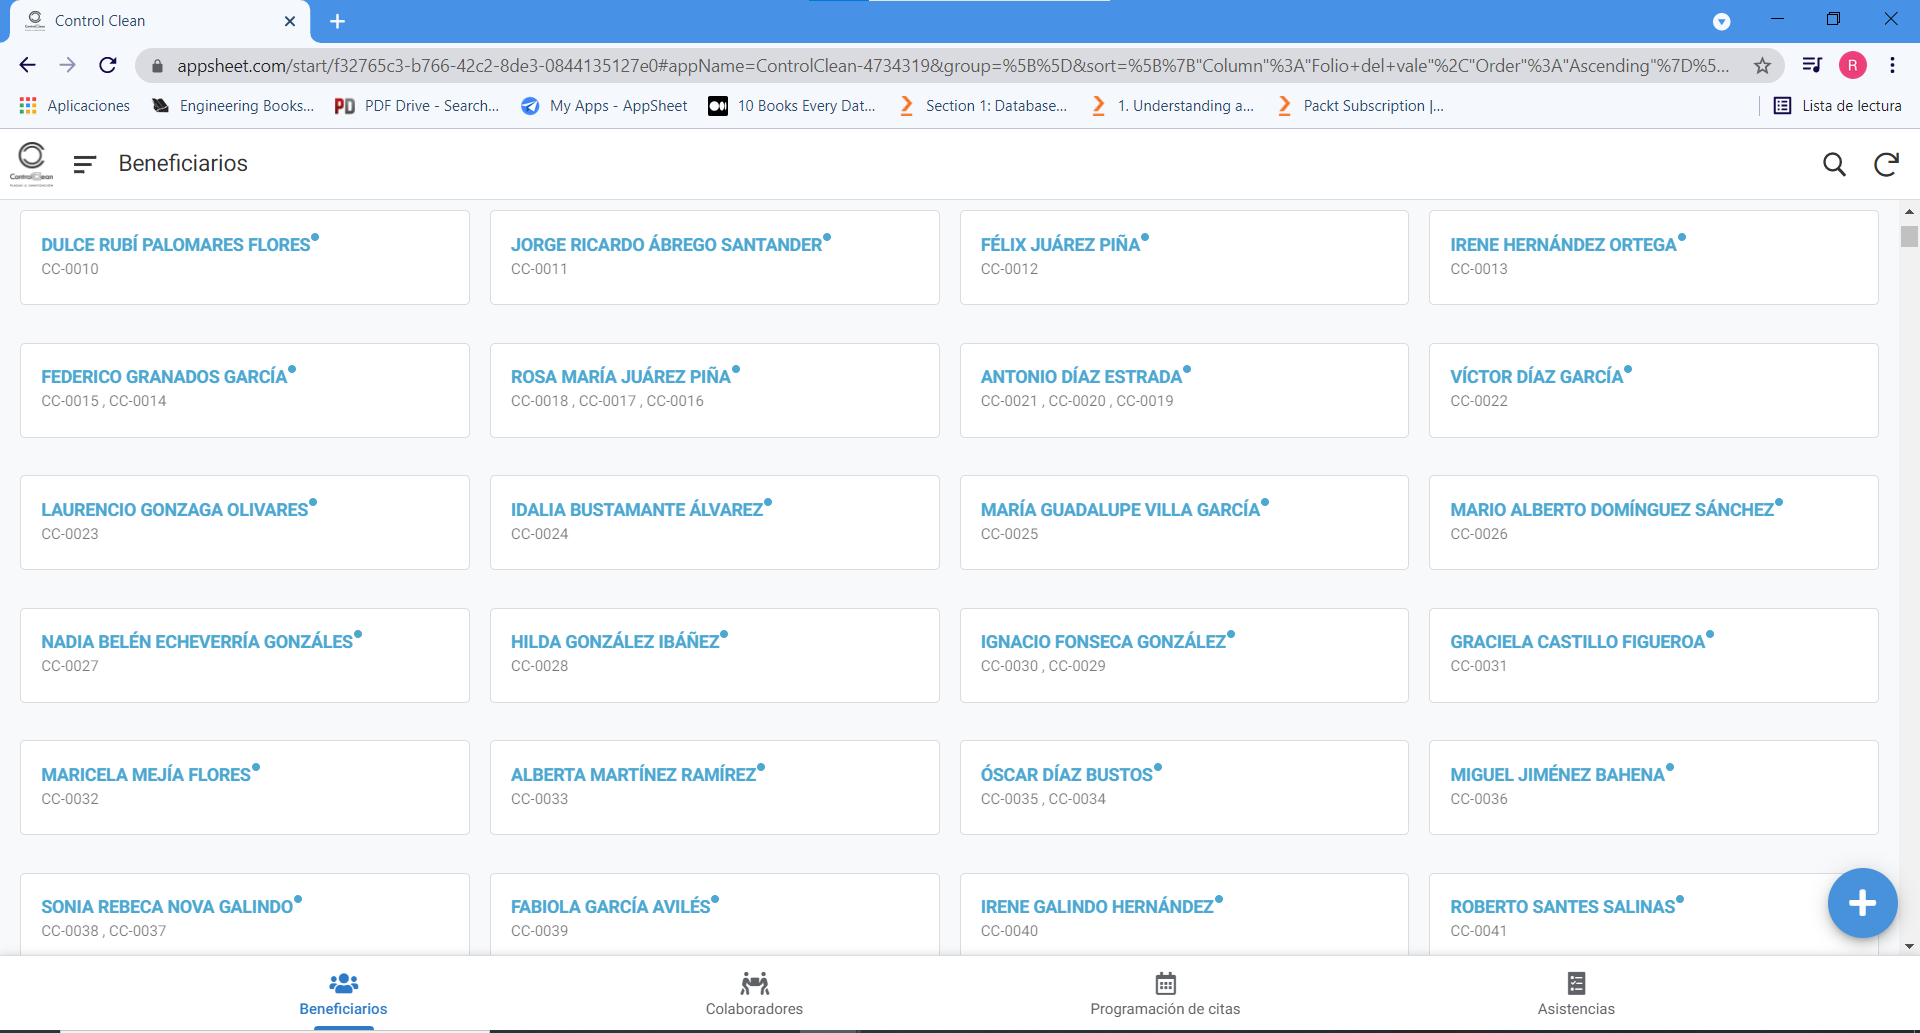 Control Clean
appsheet.com/start/f32765c3-b766-42c2-8de3-0844135127e0#appName=ControlClean-4734319&group=%5B%5D&sort=%5B%7B"Column"%3A"Folio+del+vale"%2C"Order"%3A"Ascending"%7D%5...
R
Aplicaciones
Engineering Books...
PD PDF Drive - Search...
My Apps - AppSheet
10 Books Every Dat...
Section 1: Database...
1. Understanding a...
Packt Subscription |...
Lista de lectura
ControlClean
Beneficiarios
DULCE RUBÍ PALOMARES FLORES
CC-0010
JORGE RICARDO ÁBREGO SANTANDER
CC-0011
FÉLIX JUÁREZ PIÑA
CC-0012
IRENE HERNÁNDEZ ORTEGA
CC-0013
FEDERICO GRANADOS GARCÍA
CC-0015 , CC-0014
ROSA MARÍA JUÁREZ PIÑA
CC-0018 , CC-0017 , CC-0016
ANTONIO DÍAZ ESTRADA
CC-0021 , CC-0020 , CC-0019
VÍCTOR DÍAZ GARCÍA
CC-0022
LAURENCIO GONZAGA OLIVARES
CC-0023
IDALIA BUSTAMANTE ÁLVAREZ
CC-0024
MARÍA GUADALUPE VILLA GARCÍA
CC-0025
MARIO ALBERTO DOMÍNGUEZ SÁNCHEZ
CC-0026
NADIA BELÉN ECHEVERRÍA GONZÁLES
CC-0027
HILDA GONZÁLEZ IBÁÑEZ
CC-0028
IGNACIO FONSECA GONZÁLEZ
CC-0030 , CC-0029
GRACIELA CASTILLO FIGUEROA
CC-0031
MARICELA MEJÍA FLORES
CC-0032
ALBERTA MARTÍNEZ RAMÍREZ
CC-0033
ÓSCAR DÍAZ BUSTOS
CC-0035 , CC-0034
MIGUEL JIMÉNEZ BAHENA
CC-0036
SONIA REBECA NOVA GALINDO
CC-0038 , CC-0037
FABIOLA GARCÍA AVILÉS
CC-0039
IRENE GALINDO HERNÁNDEZ
CC-0040
ROBERTO SANTES SALINAS
CC-0041
Beneficiarios
Colaboradores
Programación de citas
Asistencias